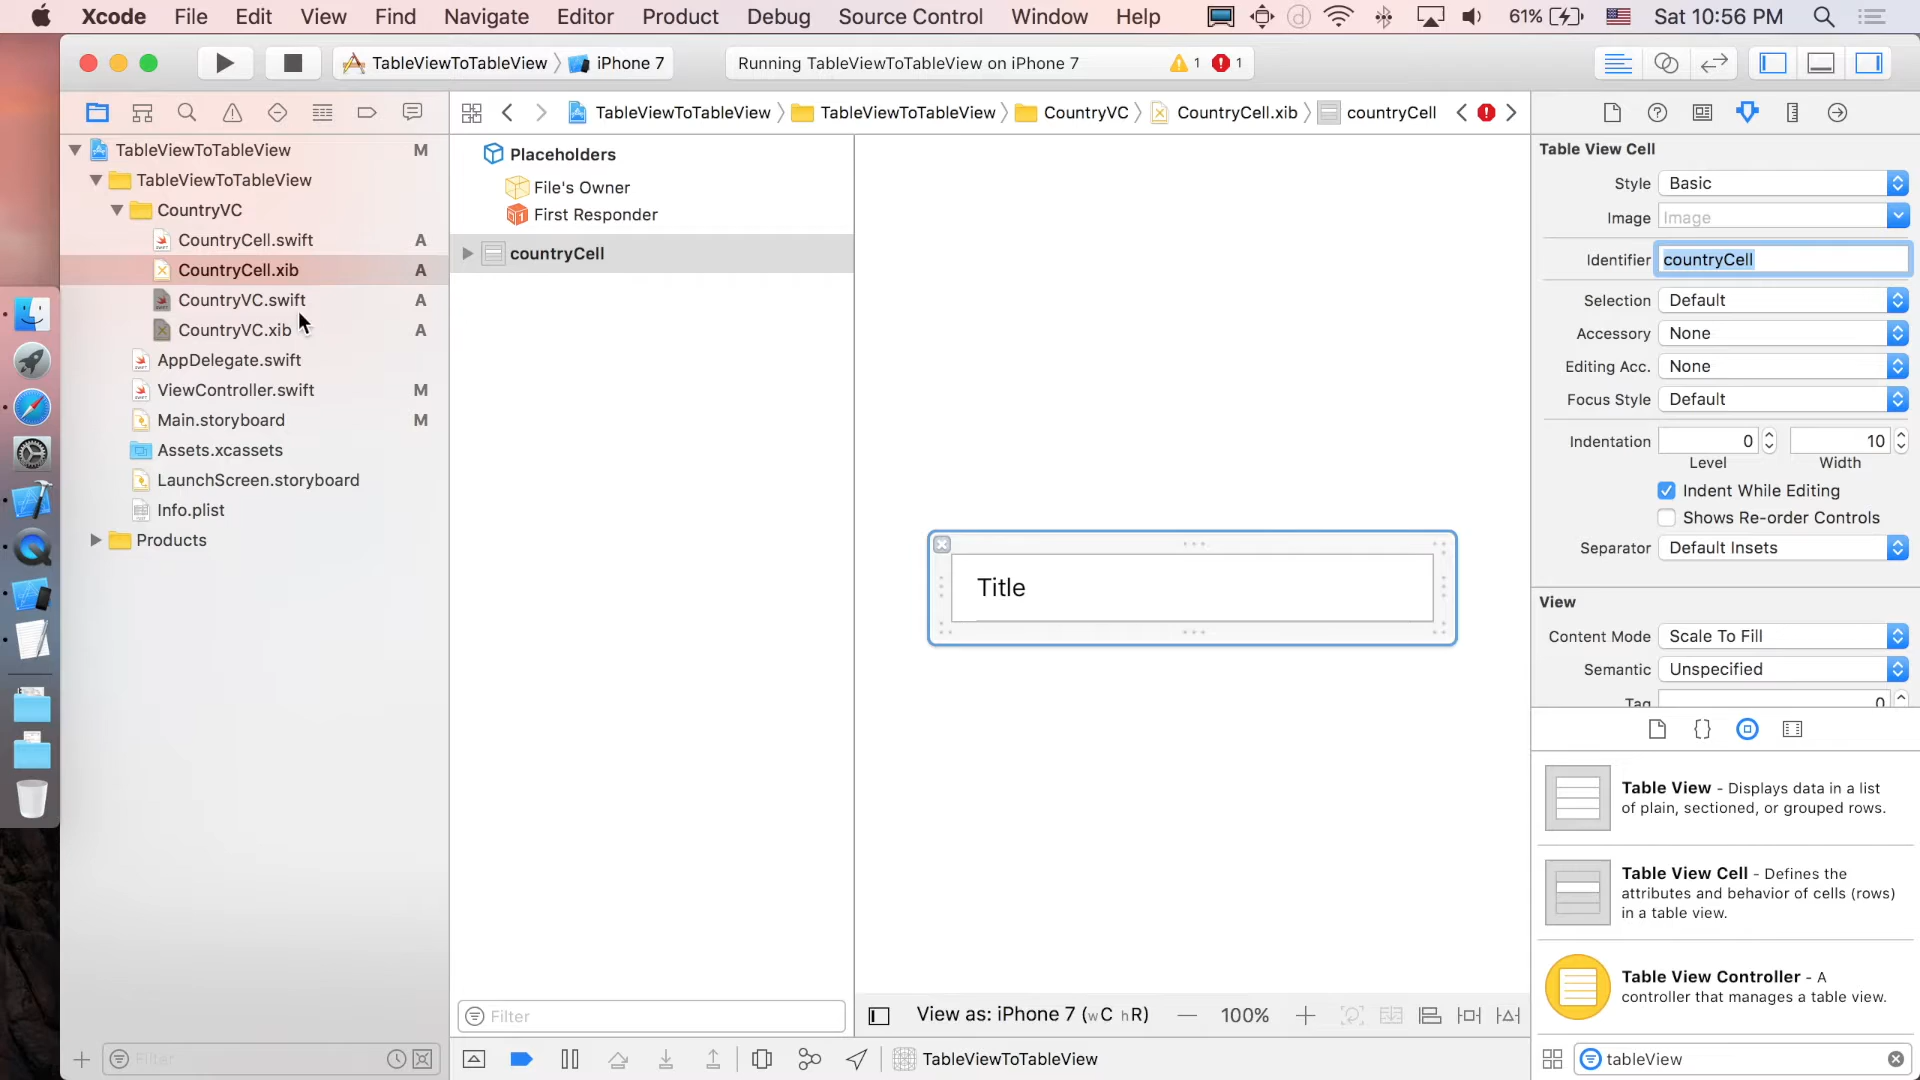 Xcode File Edit View Find Navigate Editor Product Debug Source Control Window Help 61% Sat 10:56 PM
TableViewToTableView iPhone 7
Running TableViewToTableView on iPhone 7 1 1
TableViewToTableView TableViewToTableView CountryVC CountryCell.xib countryCell
TableViewToTableView M
TableViewToTableView
CountryVC
CountryCell.swift A
CountryCell.xib A
CountryVC.swift A
CountryVC.xib A
AppDelegate.swift
ViewController.swift M
Main.storyboard M
Assets.xcassets
LaunchScreen.storyboard
Info.plist
Products
Filter
Placeholders
File's Owner
First Responder
countryCell
Filter
Title
View as: iPhone 7 (wC hR) 100%
TableViewToTableView
Table View Cell
Style Basic
Image Image
Identifier countryCell
Selection Default
Accessory None
Editing Acc. None
Focus Style Default
Indentation 0 10
Level Width
Indent While Editing
Shows Re-order Controls
Separator Default Insets
View
Content Mode Scale To Fill
Semantic Unspecified
Tag 0
Table View - Displays data in a list
of plain, sectioned, or grouped rows.
Table View Cell - Defines the
attributes and behavior of cells (rows)
in a table view.
Table View Controller - A
controller that manages a table view.
tableView